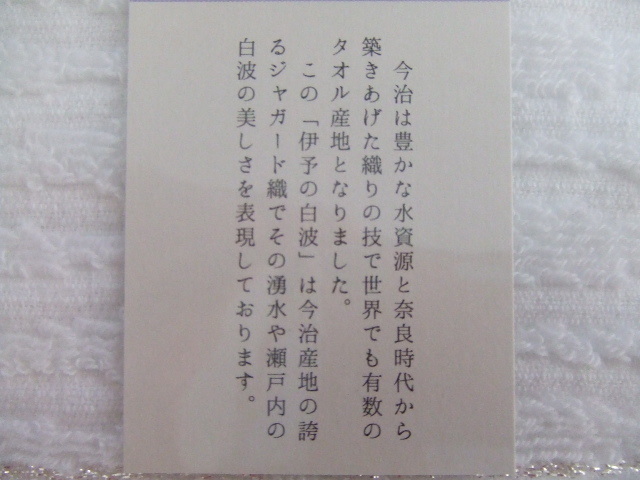 今治は豊かな水資源と奈良時代から
築きあげた織りの技で世界でも有数の
タオル産地となりました。
この「伊予の白波」は今治産地の誇
るジャガード織でその湧水や瀬戸内の
白波の美しさを表現しております。